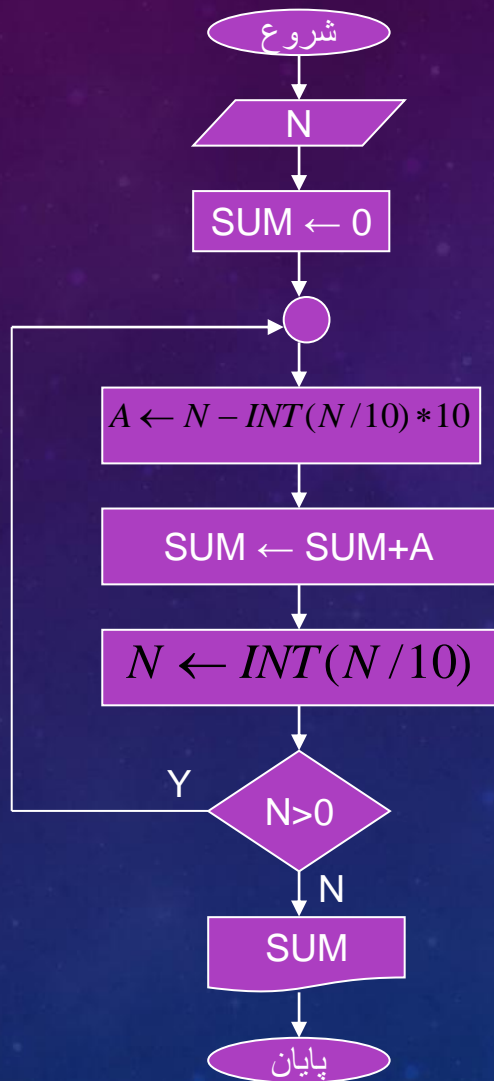 شروع
N
SUM ← 0
A ← N − INT(N/10)*10
SUM ← SUM+A
N ← INT(N/10)
Y
N>0
N
SUM
پایان